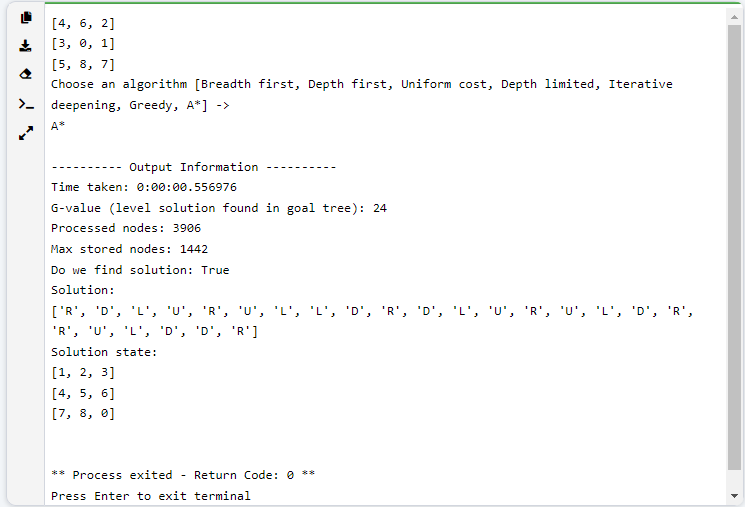 [4, 6, 2]
[3, 0, 1]
[5, 8, 7]
Choose an algorithm [Breadth first, Depth first, Uniform cost, Depth limited, Iterative
deepening, Greedy, A*] ->
A*
---------- Output Information ----------
Time taken: 0:00:00.556976
G-value (level solution found in goal tree): 24
Processed nodes: 3906
Max stored nodes: 1442
Do we find solution: True
Solution:
['R', 'D', 'L', 'U', 'R', 'U', 'L', 'L', 'D', 'R', 'D', 'L', 'U', 'R', 'U', 'L', 'D', 'R',
'R', 'U', 'L', 'D', 'D', 'R']
Solution state:
[1, 2, 3]
[4, 5, 6]
[7, 8, 0]
** Process exited - Return Code: 0 **
Press Enter to exit terminal